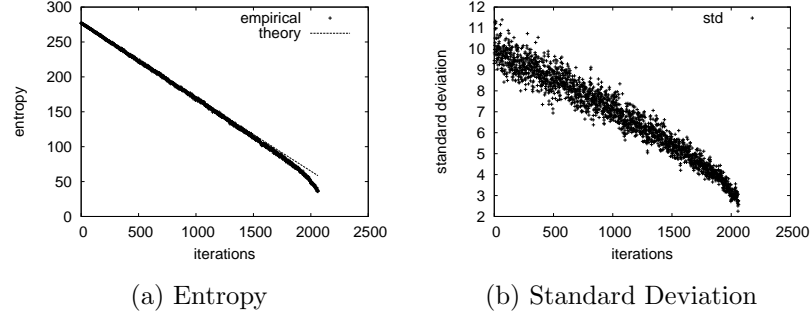 300
250
200
150
100
50
0
entropy
0 500 1000 1500 2000 2500
iterations
empirical
theory
(a) Entropy
12
11
10
9
8
7
6
5
4
3
2
standard deviation
0 500 1000 1500 2000 2500
iterations
std
(b) Standard Deviation